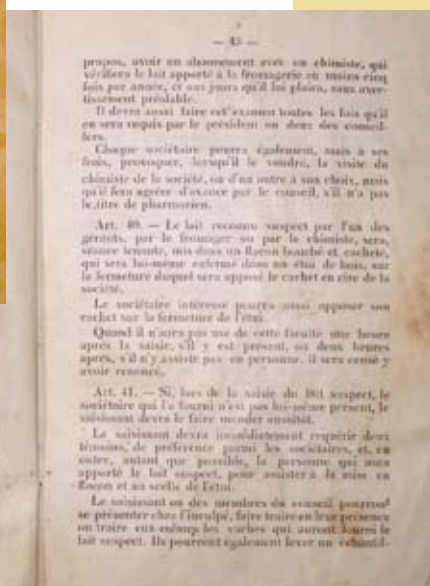 — 43 —
propos, avoir un abonnement avec un chimiste, qui
vérifiera le lait apporté à la fromagerie au moins cinq
fois par année, et aux jours qu'il lui plaira, sans aver-
tissement préalable.
Il devra aussi faire cet examen toutes les fois qu'il
en sera requis par le président ou deux des conseil-
lers.
Chaque sociétaire pourra également, mais à ses
frais, provoquer, lorsqu'il le voudra, la visite du
chimiste de la société, ou d'un autre à son choix, mais
qu'il fera agréer d'avance par le conseil, s'il n'a pas
le titre de pharmacien.
Art. 40. — Le lait reconnu suspect par l'un des
gérants, par le fromager ou par le chimiste, sera,
séance tenante, mis dans un flacon bouché et cacheté,
qui sera lui-même enfermé dans un étui de bois, sur
la fermeture duquel sera apposé le cachet en cire de la
société.
Le sociétaire intéressé pourra aussi apposer son
cachet sur la fermeture de l'étui.
Quand il n'aura pas usé de cette faculté une heure
après la saisie, s'il y est présent, ou deux heures
après, s'il n'y assiste pas en personne, il sera censé y
avoir renoncé.
Art. 41. — Si, lors de la saisie du lait suspect, le
sociétaire qui l'a fourni n'est pas lui-même présent, le
saisissant devra le faire mander aussitôt.
Le saisissant devra immédiatement requérir deux
témoins, de préférence parmi les sociétaires, et, en
outre, autant que possible, la personne qui aura
apporté le lait suspect, pour assister à la mise en
flacon et au scellé de l'étui.
Le saisissant ou des membres du conseil pourront
se présenter chez l'inculpé, faire traire en leur présence
ou traire eux-mêmes les vaches qui auront fourni le
lait suspect. Ils pourront également lever un échantil-